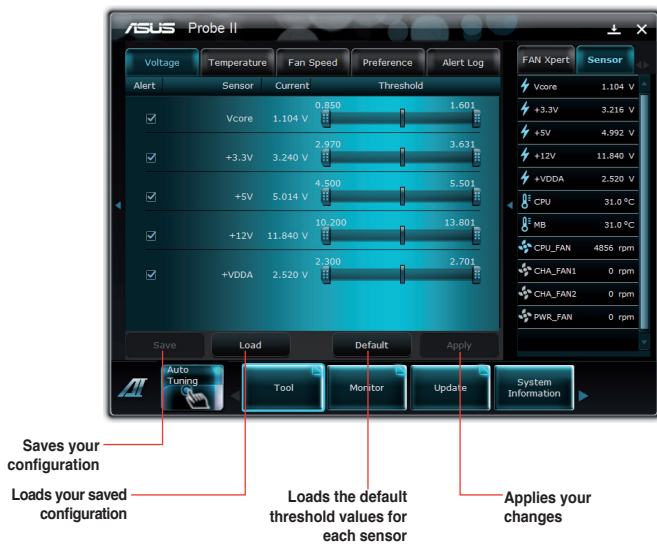 ASUS Probe II
Voltage Temperature Fan Speed Preference Alert Log
Alert Sensor Current Threshold
Vcore 1.104 V 0.850 1.601
+3.3V 3.240 V 2.970 3.631
+5V 5.014 V 4.500 5.501
+12V 11.840 V 10.200 13.801
+VDDA 2.520 V 2.300 2.701
Save Load Default Apply
FAN Xpert Sensor
Vcore 1.104 V
+3.3V 3.216 V
+5V 4.992 V
+12V 11.840 V
+VDDA 2.520 V
CPU 31.0 ºC
MB 31.0 ºC
CPU_FAN 4856 rpm
CHA_FAN1 0 rpm
CHA_FAN2 0 rpm
PWR_FAN 0 rpm
Auto
Tuning
Tool
Monitor
Update
System
Information
Saves your
configuration
Loads your saved
configuration
Loads the default
threshold values for
each sensor
Applies your
changes